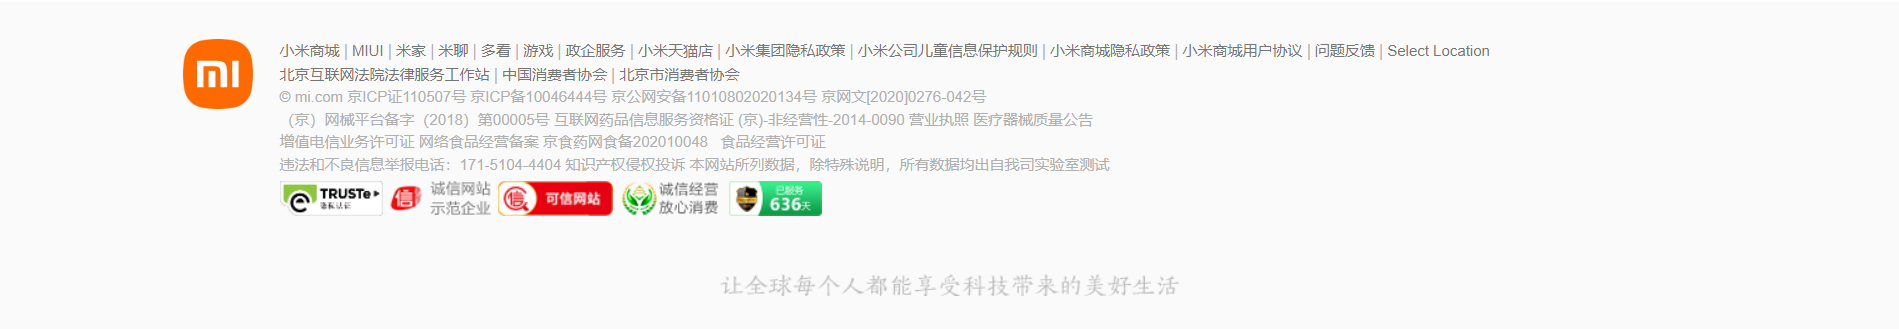 小米商城 | MIUI | 米家 | 米聊 | 多看 | 游戏 | 政企服务 | 小米天猫店 | 小米集团隐私政策 | 小米公司儿童信息保护规则 | 小米商城隐私政策 | 小米商城用户协议 | 问题反馈 | Select Location
北京互联网法院法律服务工作站 | 中国消费者协会 | 北京市消费者协会
© mi.com 京ICP证110507号 京ICP备10046444号 京公网安备11010802020134号 京网文[2020]0276-042号
（京）网械平台备字（2018）第00005号 互联网药品信息服务资格证 (京)-非经营性-2014-0090 营业执照 医疗器械质量公告
增值电信业务许可证 网络食品经营备案 京食药网食备202010048 食品经营许可证
违法和不良信息举报电话：171-5104-4404 知识产权侵权投诉 本网站所列数据，除特殊说明，所有数据均出自我司实验室测试
mi
TRUSTe
隐私认证
信
诚信网站
示范企业
信
可信网站
诚信经营
放心消费
已服务
636天
让全球每个人都能享受科技带来的美好生活